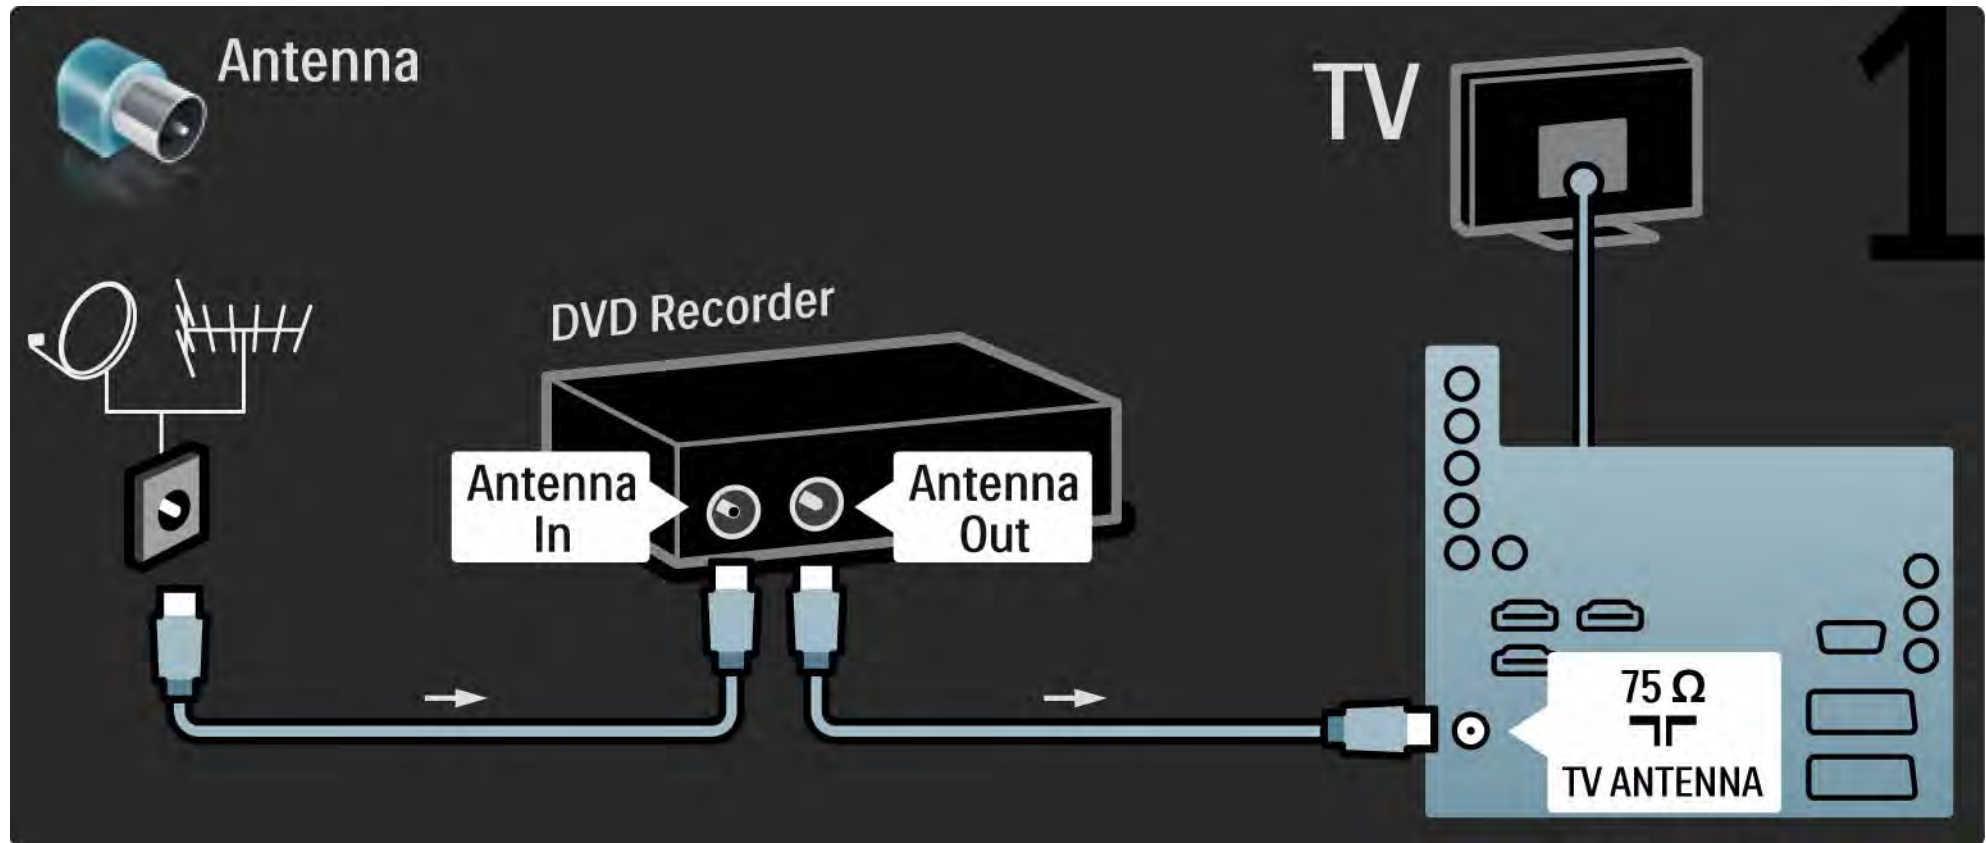 Antenna
TV
1
DVD Recorder
Antenna
In
Antenna
Out
75 Ω
TV ANTENNA